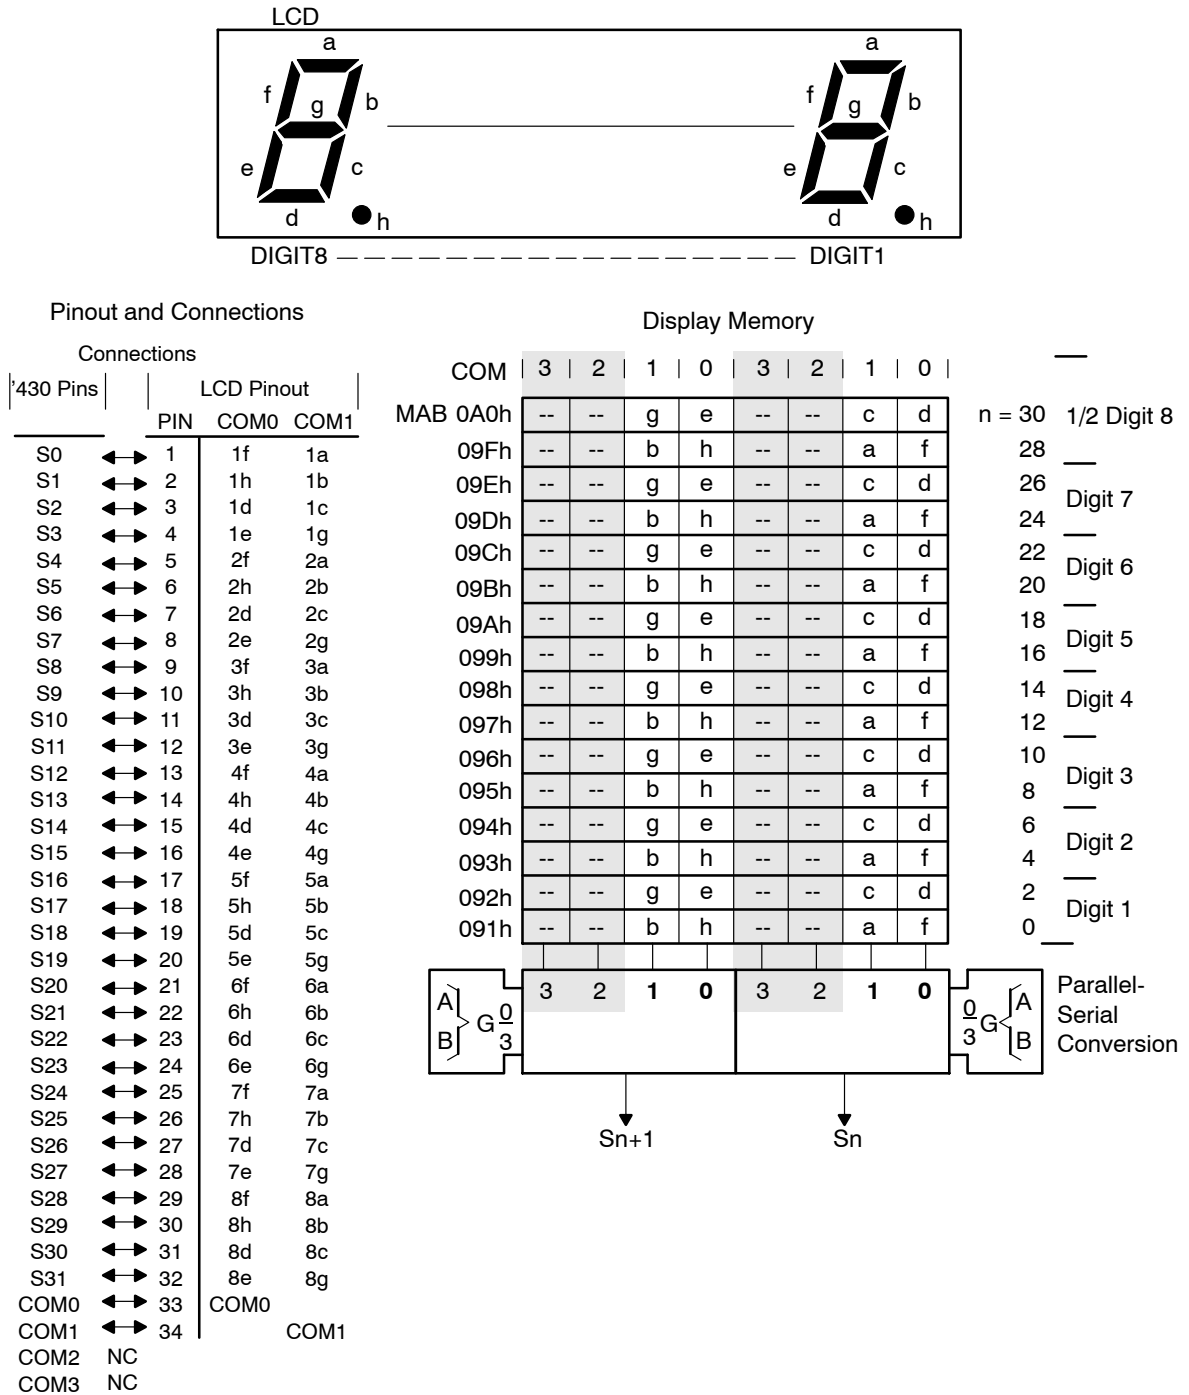 LCD
a a
f g b f g b
e c e c
d h d h
DIGIT8 DIGIT1
Pinout and Connections
Connections
'430 Pins LCD Pinout
PIN COM0 COM1
S0 1 1f 1a
S1 2 1h 1b
S2 3 1d 1c
S3 4 1e 1g
S4 5 2f 2a
S5 6 2h 2b
S6 7 2d 2c
S7 8 2e 2g
S8 9 3f 3a
S9 10 3h 3b
S10 11 3d 3c
S11 12 3e 3g
S12 13 4f 4a
S13 14 4h 4b
S14 15 4d 4c
S15 16 4e 4g
S16 17 5f 5a
S17 18 5h 5b
S18 19 5d 5c
S19 20 5e 5g
S20 21 6f 6a
S21 22 6h 6b
S22 23 6d 6c
S23 24 6e 6g
S24 25 7f 7a
S25 26 7h 7b
S26 27 7d 7c
S27 28 7e 7g
S28 29 8f 8a
S29 30 8h 8b
S30 31 8d 8c
S31 32 8e 8g
COM0 33 COM0
COM1 34 COM1
COM2 NC
COM3 NC
Display Memory
COM 3 2 1 0 3 2 1 0
MAB 0A0h -- -- g e -- -- c d n = 30 1/2 Digit 8
09Fh -- -- b h -- -- a f 28
09Eh -- -- g e -- -- c d 26
Digit 7
09Dh -- -- b h -- -- a f 24
09Ch -- -- g e -- -- c d 22
Digit 6
09Bh -- -- b h -- -- a f 20
09Ah -- -- g e -- -- c d 18
Digit 5
099h -- -- b h -- -- a f 16
098h -- -- g e -- -- c d 14
Digit 4
097h -- -- b h -- -- a f 12
096h -- -- g e -- -- c d 10
Digit 3
095h -- -- b h -- -- a f 8
094h -- -- g e -- -- c d 6
Digit 2
093h -- -- b h -- -- a f 4
092h -- -- g e -- -- c d 2
Digit 1
091h -- -- b h -- -- a f 0
3 2 1 0 3 2 1 0
A B G 0 3
0 3 G A B
Parallel-
Serial
Conversion
Sn+1 Sn